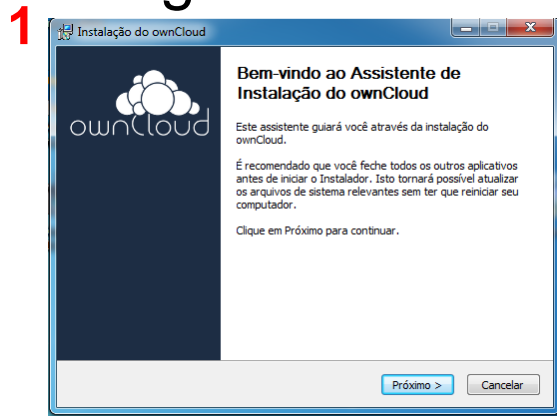 1
Instalação do ownCloud
ownCloud
Bem-vindo ao Assistente de
Instalação do ownCloud
Este assistente guiará você através da instalação do
ownCloud.
É recomendado que você feche todos os outros aplicativos
antes de iniciar o Instalador. Isto tornará possível atualizar
os arquivos de sistema relevantes sem ter que reiniciar seu
computador.
Clique em Próximo para continuar.
Próximo >
Cancelar